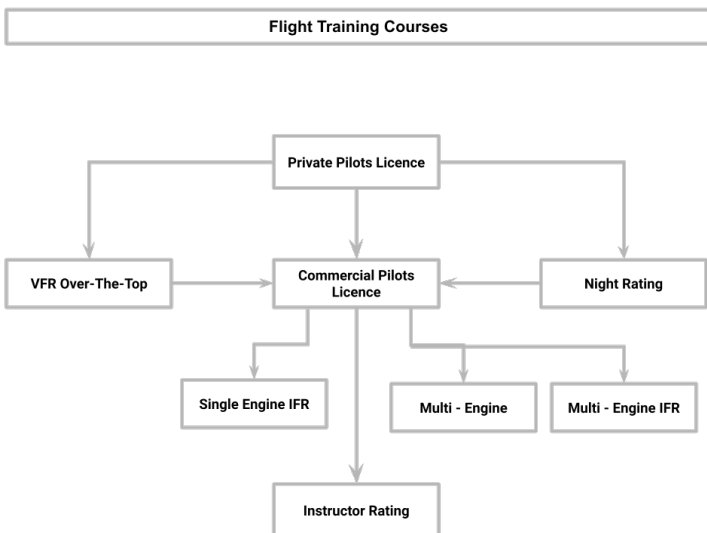 Flight Training Courses
Private Pilots Licence
VFR Over-The-Top
Commercial Pilots
Licence
Night Rating
Single Engine IFR
Multi - Engine
Multi - Engine IFR
Instructor Rating